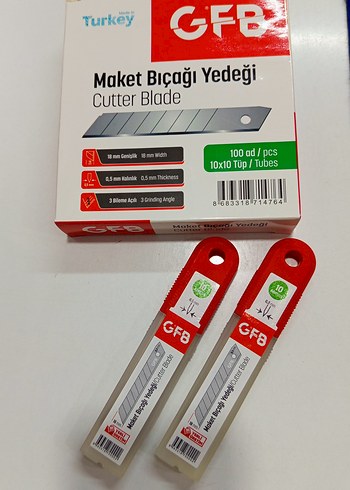 Made in
Turkey
GFB
Maket Bıçağı Yedeği
Cutter Blade
100 ad / pcs
10x10 Tüp / Tubes
18 mm Genişlik 18 mm Width
0,5 mm Kalınlık 0,5 mm Thickness
3 Bileme Açılı 3 Grinding Angle
8 683318 714764
GFB
Maket Bıçağı Yedeği
Cutter Blade
GFB
Maket Bıçağı Yedeği/Cutter Blade
10
GFB
Maket Bıçağı Yedeği/Cutter Blade